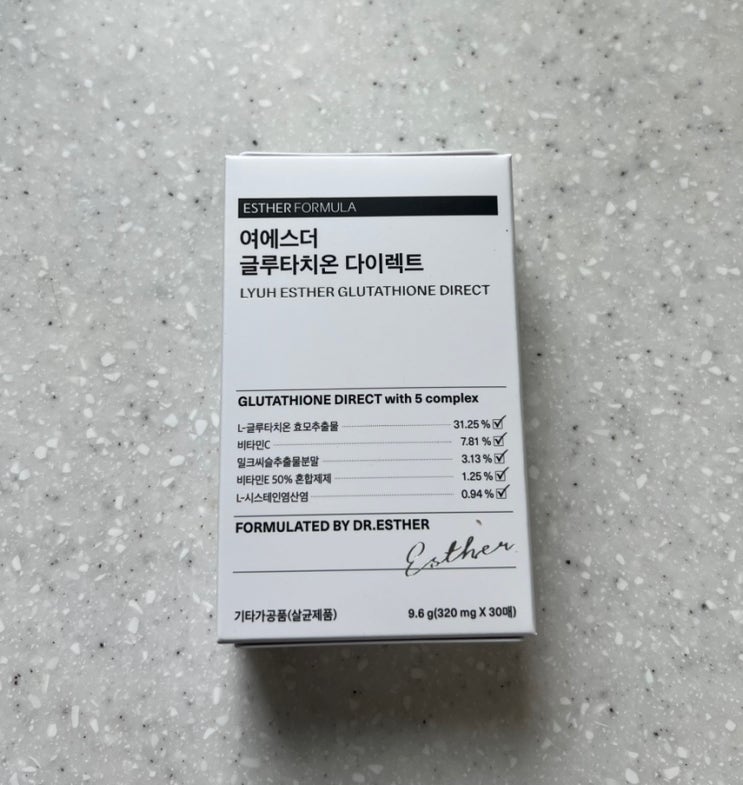 ESTHER FORMULA
여에스더
글루타치온 다이렉트
LYUH ESTHER GLUTATHIONE DIRECT
GLUTATHIONE DIRECT with 5 complex
L-글루타치온 효모추출물 31.25 %
비타민C 7.81 %
밀크씨슬추출물분말 3.13 %
비타민E 50% 혼합제제 1.25 %
L-시스테인염산염 0.94 %
FORMULATED BY DR.ESTHER
Esther
기타가공품(살균제품) 9.6 g(320 mg X 30매)